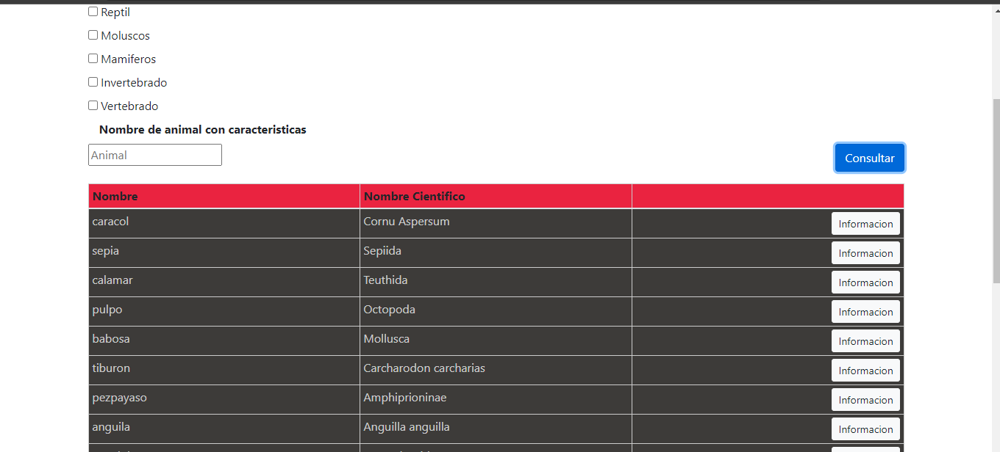 Reptil
Moluscos
Mamiferos
Invertebrado
Vertebrado
Nombre de animal con caracteristicas
Animal
Consultar
Nombre Nombre Cientifico
caracol Cornu Aspersum Informacion
sepia Sepiida Informacion
calamar Teuthida Informacion
pulpo Octopoda Informacion
babosa Mollusca Informacion
tiburon Carcharodon carcharias Informacion
pezpayaso Amphiprioninae Informacion
anguila Anguilla anguilla Informacion